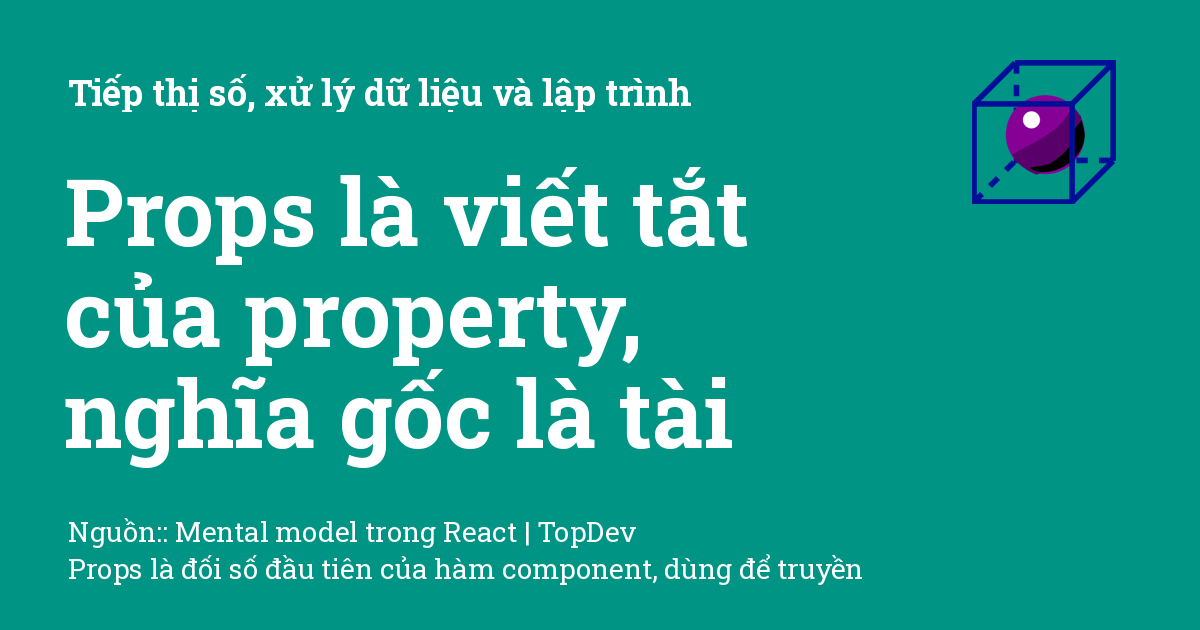 Tiếp thị số, xử lý dữ liệu và lập trình
Props là viết tắt
của property,
nghĩa gốc là tài
Nguồn:: Mental model trong React | TopDev
Props là đối số đầu tiên của hàm component, dùng để truyền